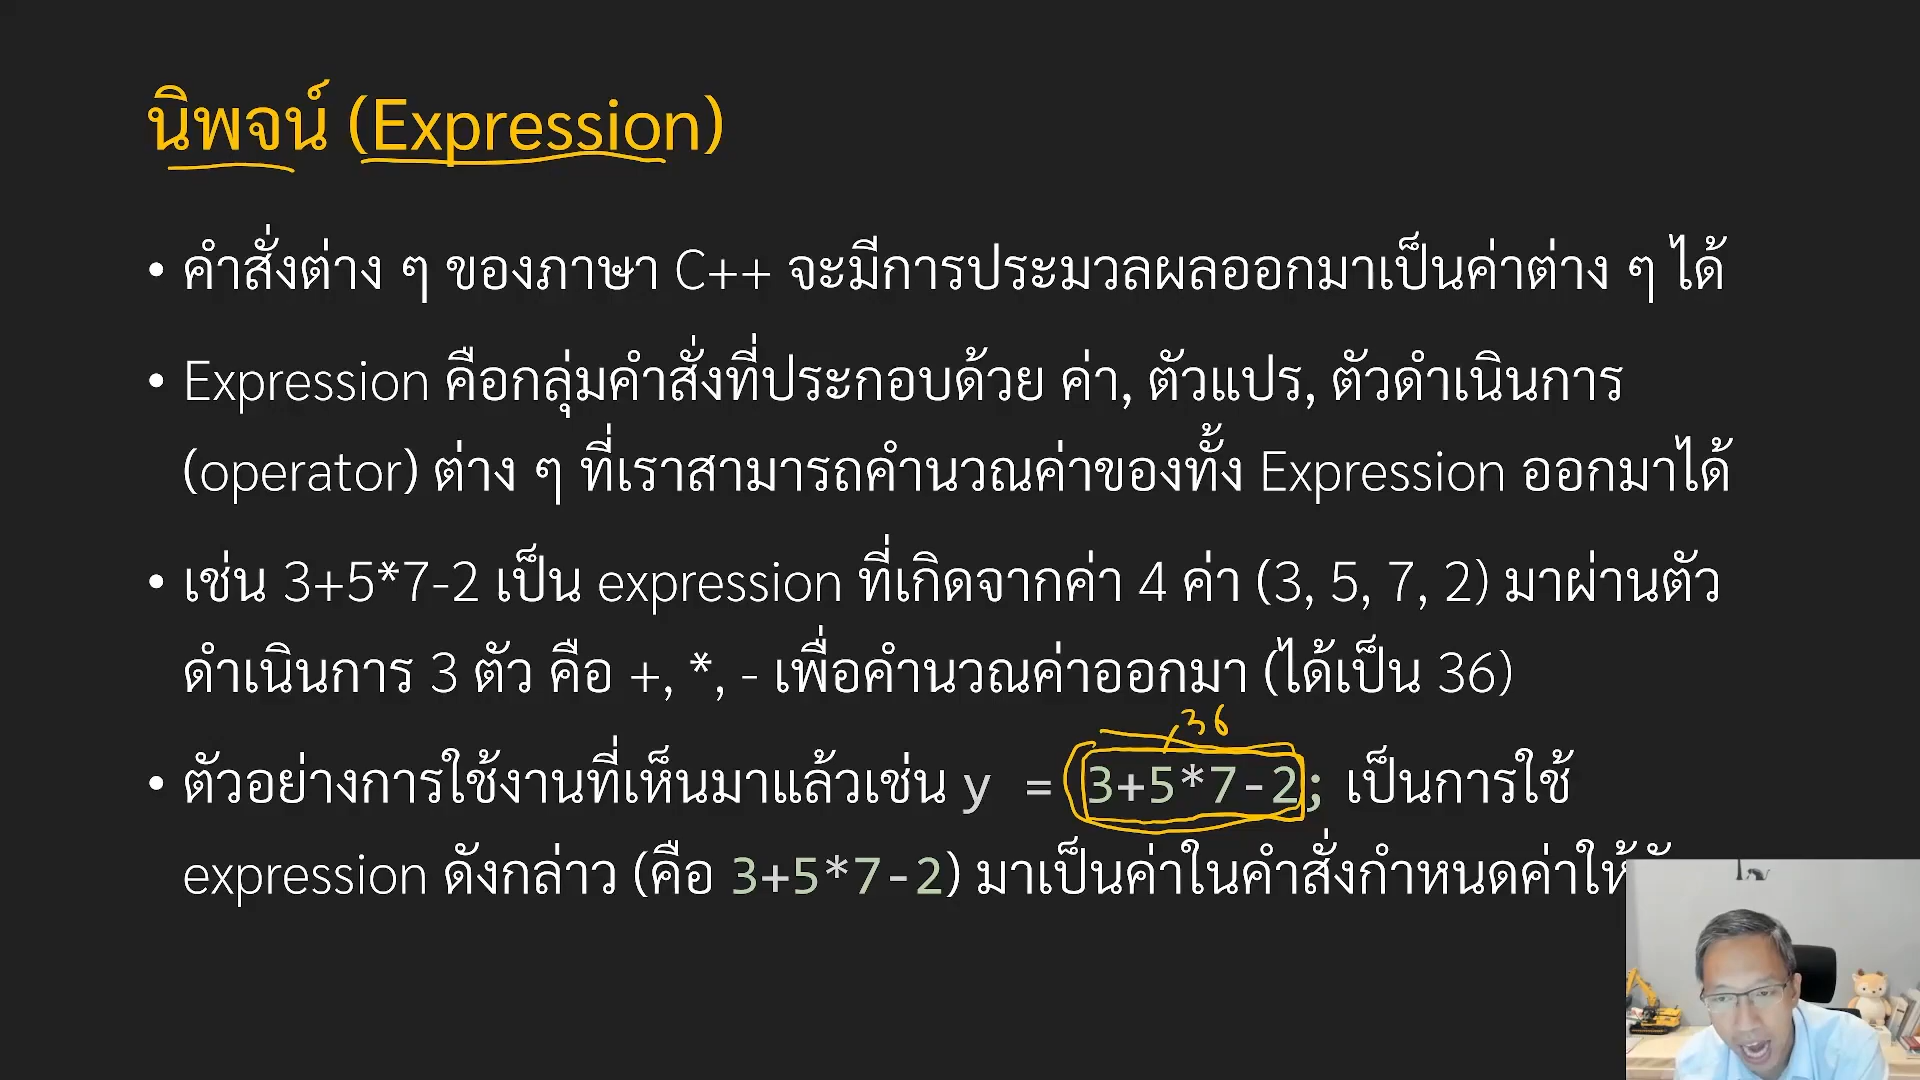 นิพจน์ (Expression)
• คำสั่งต่าง ๆ ของภาษา C++ จะมีการประมวลผลออกมาเป็นค่าต่าง ๆ ได้
• Expression คือกลุ่มคำสั่งที่ประกอบด้วย ค่า, ตัวแปร, ตัวดำเนินการ
(operator) ต่าง ๆ ที่เราสามารถคำนวณค่าของทั้ง Expression ออกมาได้
• เช่น 3+5*7-2 เป็น expression ที่เกิดจากค่า 4 ค่า (3, 5, 7, 2) มาผ่านตัว
ดำเนินการ 3 ตัว คือ +, *, - เพื่อคำนวณค่าออกมา (ได้เป็น 36)
36
• ตัวอย่างการใช้งานที่เห็นมาแล้วเช่น y = 3+5*7-2; เป็นการใช้
expression ดังกล่าว (คือ 3+5*7-2) มาเป็นค่าในคำสั่งกำหนดค่าให้